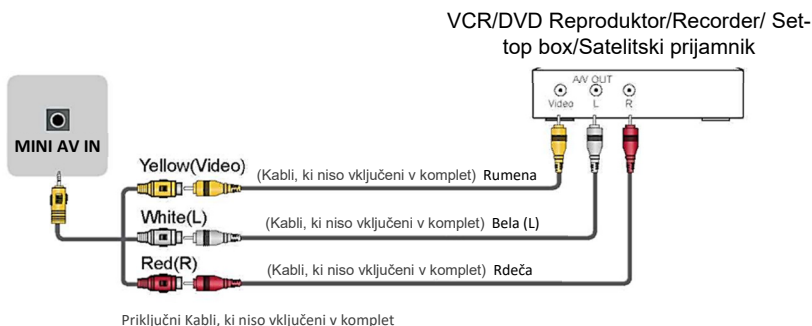 VCR/DVD Reproduktor/Recorder/ Set-
top box/Satelitski prijamnik
A/V OUT
Video L R
MINI AV IN
Yellow(Video)
(Kabli, ki niso vključeni v komplet) Rumena
White(L)
(Kabli, ki niso vključeni v komplet) Bela (L)
Red(R)
(Kabli, ki niso vključeni v komplet) Rdeča
Priključni Kabli, ki niso vključeni v komplet